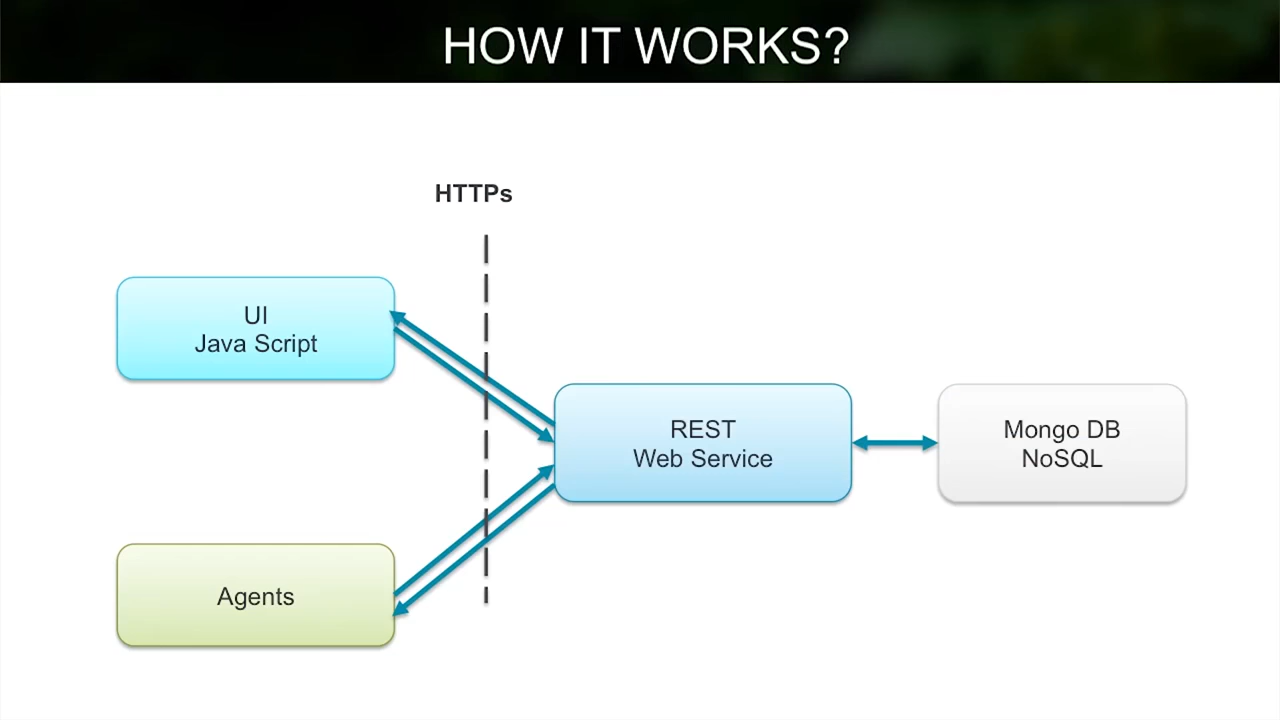 HOW IT WORKS?
HTTPs
UI
Java Script
REST
Web Service
Mongo DB
NoSQL
Agents